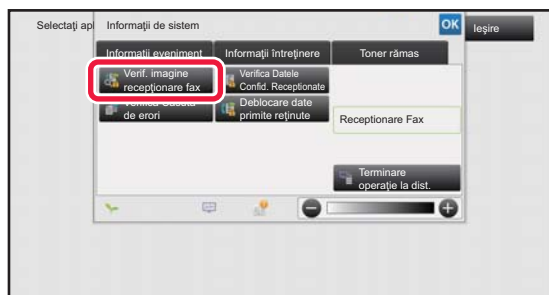 Selectaţi apl
Informaţii de sistem
OK
Ieşire
Informaţii eveniment
Informaţii întreţinere
Toner rămas
Verif. imagine
recepţionare fax
Verifica Datele
Confid. Receptionate
de erori
Deblocare date
primite reţinute
Receptionare Fax
Terminare
operaţie la dist.